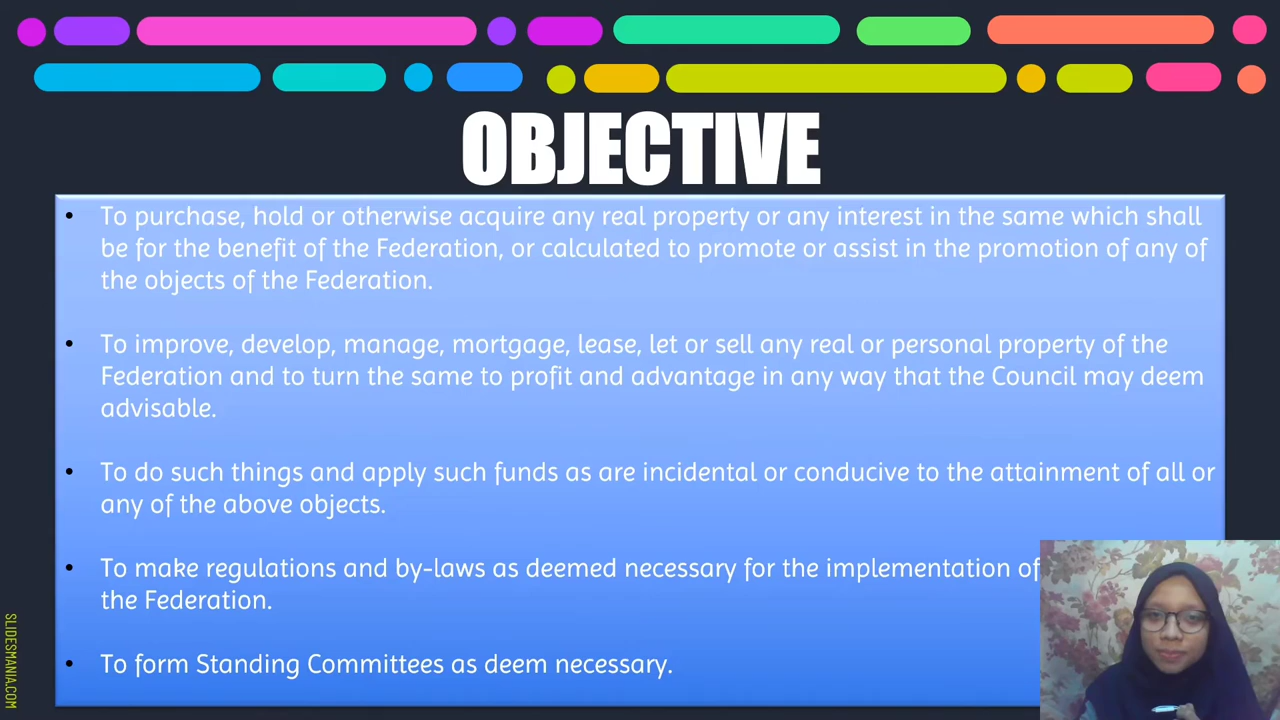 OBJECTIVE
• To purchase, hold or otherwise acquire any real property or any interest in the same which shall
be for the benefit of the Federation, or calculated to promote or assist in the promotion of any of
the objects of the Federation.
• To improve, develop, manage, mortgage, lease, let or sell any real or personal property of the
Federation and to turn the same to profit and advantage in any way that the Council may deem
advisable.
• To do such things and apply such funds as are incidental or conducive to the attainment of all or
any of the above objects.
• To make regulations and by-laws as deemed necessary for the implementation of
the Federation.
• To form Standing Committees as deem necessary.
SLIDESMANIA.COM